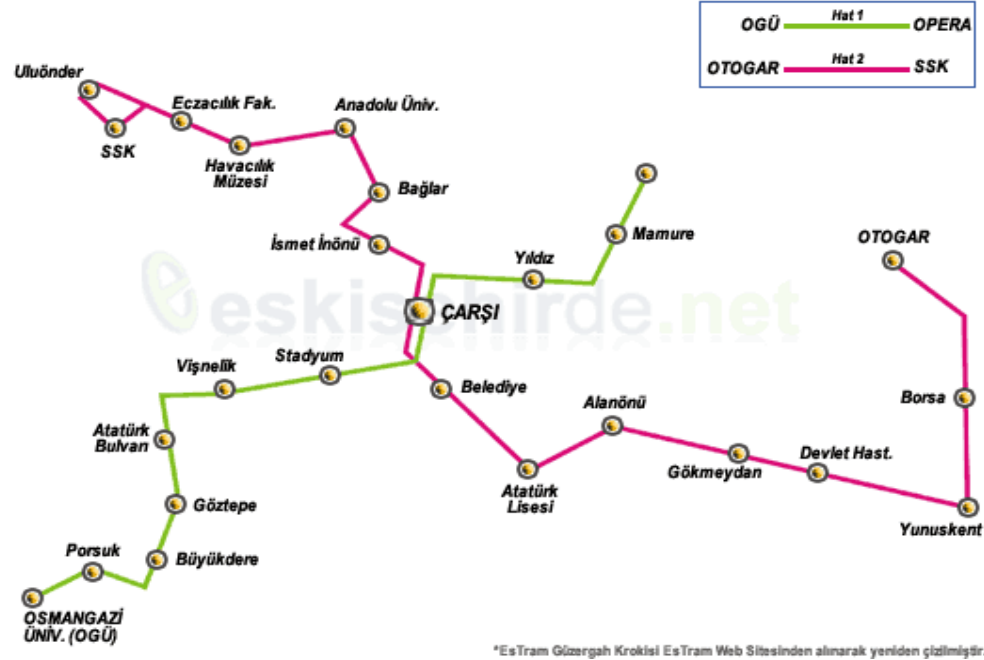 OGÜ Hat 1 OPERA
OTOGAR Hat 2 SSK
Uluönder
Eczacılık Fak.
Anadolu Üniv.
SSK
Havacılık
Müzesi
Bağlar
İsmet İnönü
Mamure
Yıldız
OTOGAR
eskisehirde.net
ÇARŞI
Vişnelik
Stadyum
Belediye
Alanönü
Borsa
Atatürk
Bulvarı
Gökmeydan
Devlet Hast.
Atatürk
Lisesi
Göztepe
Yunuskent
Porsuk
Büyükdere
OSMANGAZİ
ÜNİV. (OGÜ)
*EsTram Güzergah Krokisi EsTram Web Sitesinden alınarak yeniden çizilmiştir.